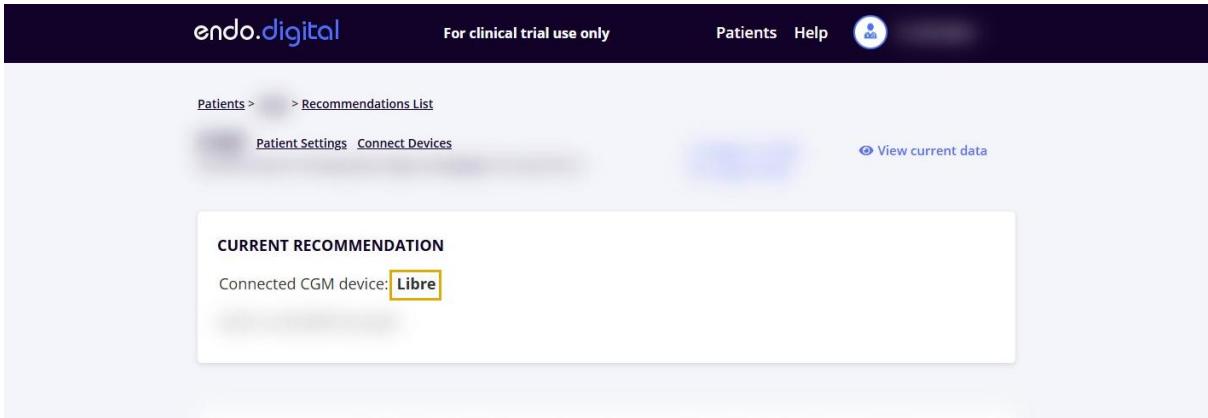 endo.digital For clinical trial use only Patients Help
Patients > > Recommendations List
Patient Settings Connect Devices
View current data
CURRENT RECOMMENDATION
Connected CGM device: Libre